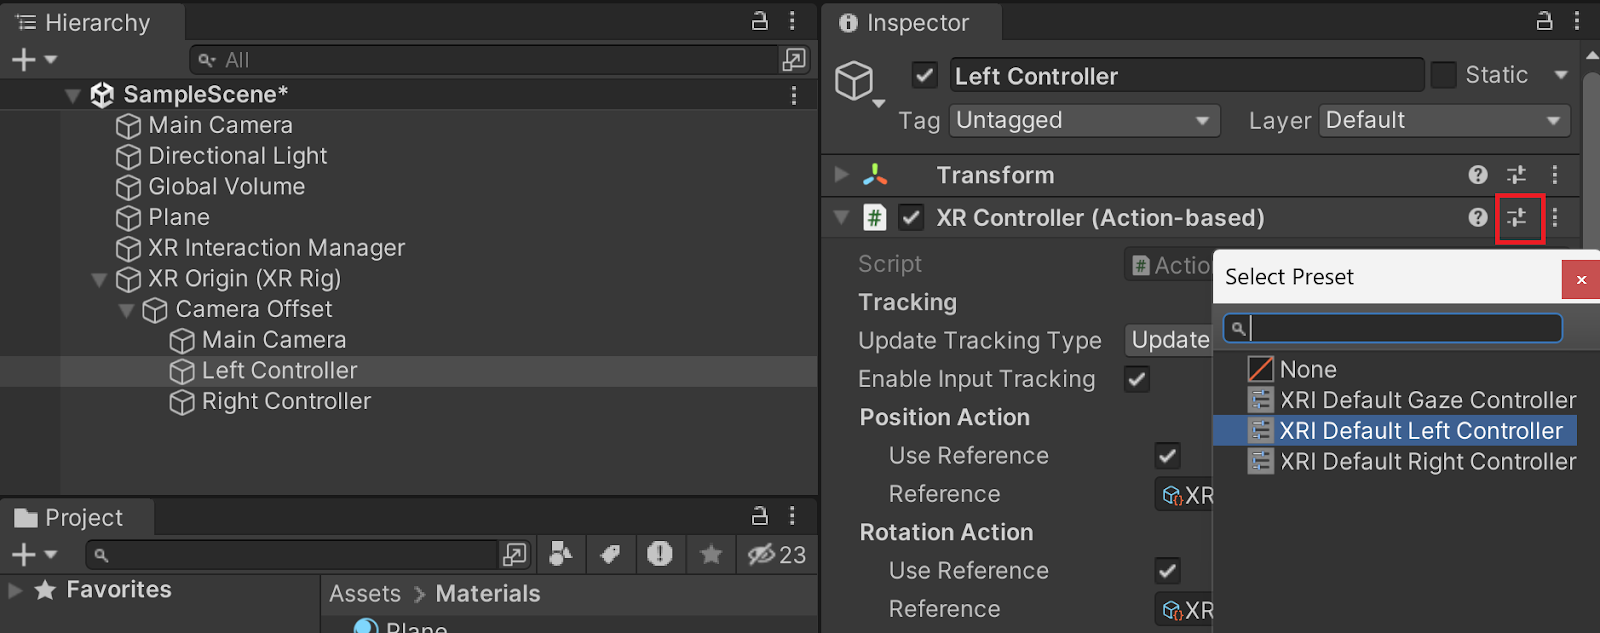 Hierarchy
All
SampleScene*
Main Camera
Directional Light
Global Volume
Plane
XR Interaction Manager
XR Origin (XR Rig)
Camera Offset
Main Camera
Left Controller
Right Controller
Project
23
Favorites
Assets > Materials
Plane
Inspector
Left Controller
Static
Tag Untagged Layer Default
Transform
XR Controller (Action-based)
Script # Actio
Tracking
Update Tracking Type Update
Enable Input Tracking
Position Action
Use Reference
Reference XR
Rotation Action
Use Reference
Reference XR
Select Preset
None
XRI Default Gaze Controller
XRI Default Left Controller
XRI Default Right Controller